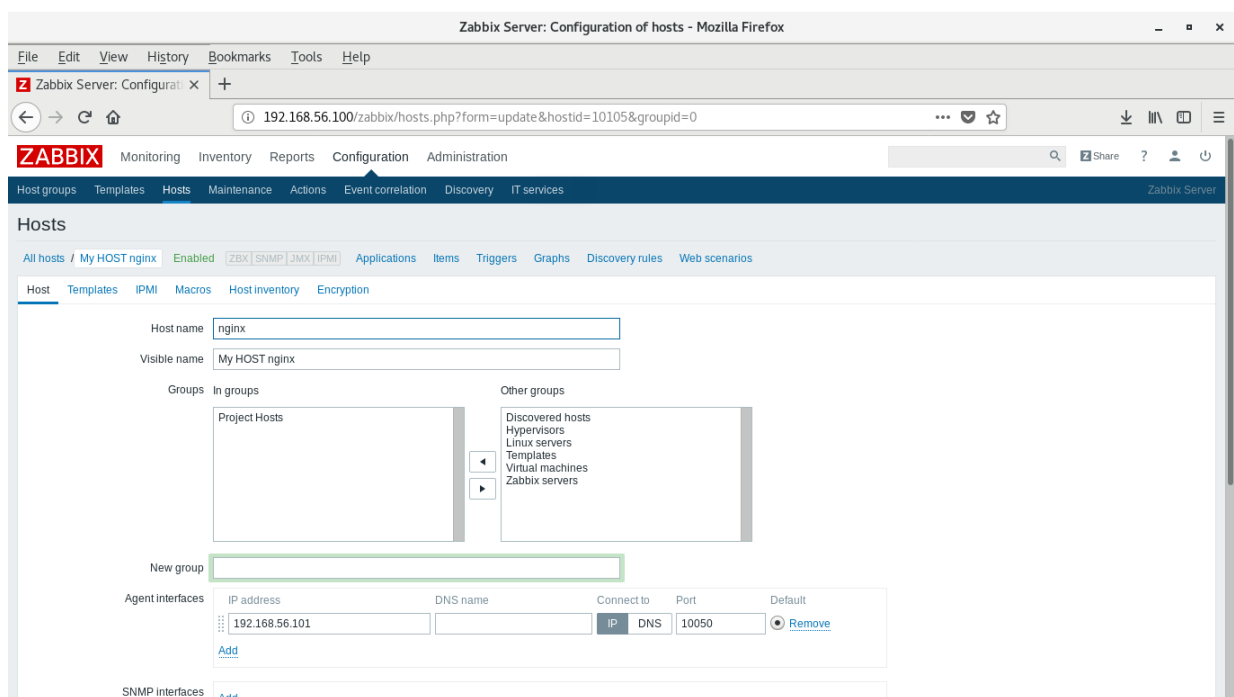 Zabbix Server: Configuration of hosts - Mozilla Firefox
File Edit View History Bookmarks Tools Help
Z Zabbix Server: Configurati
192.168.56.100/zabbix/hosts.php?form=update&hostid=10105&groupid=0
ZABBIX Monitoring Inventory Reports Configuration Administration Z Share ?
Host groups Templates Hosts Maintenance Actions Event correlation Discovery IT services Zabbix Server
Hosts
All hosts / My HOST nginx Enabled ZBX SNMP JMX IPMI Applications Items Triggers Graphs Discovery rules Web scenarios
Host Templates IPMI Macros Host inventory Encryption
Host name nginx
Visible name My HOST nginx
Groups In groups Other groups
Project Hosts
Discovered hosts
Hypervisors
Linux servers
Templates
Virtual machines
Zabbix servers
New group
Agent interfaces IP address DNS name Connect to Port Default
192.168.56.101 IP DNS 10050 Remove
Add
SNMP interfaces Add